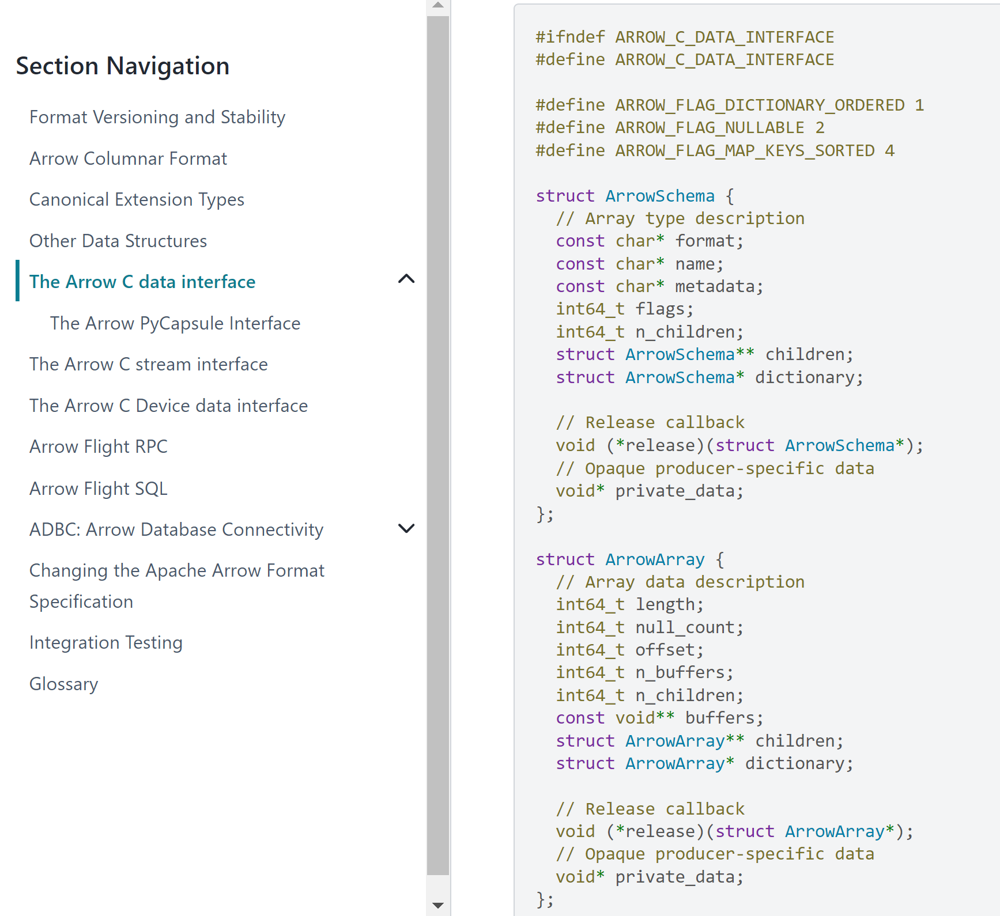 Section Navigation
Format Versioning and Stability
Arrow Columnar Format
Canonical Extension Types
Other Data Structures
The Arrow C data interface
The Arrow PyCapsule Interface
The Arrow C stream interface
The Arrow C Device data interface
Arrow Flight RPC
Arrow Flight SQL
ADBC: Arrow Database Connectivity
Changing the Apache Arrow Format
Specification
Integration Testing
Glossary
#ifndef ARROW_C_DATA_INTERFACE
#define ARROW_C_DATA_INTERFACE

#define ARROW_FLAG_DICTIONARY_ORDERED 1
#define ARROW_FLAG_NULLABLE 2
#define ARROW_FLAG_MAP_KEYS_SORTED 4

struct ArrowSchema {
  // Array type description
  const char* format;
  const char* name;
  const char* metadata;
  int64_t flags;
  int64_t n_children;
  struct ArrowSchema** children;
  struct ArrowSchema* dictionary;

  // Release callback
  void (*release)(struct ArrowSchema*);
  // Opaque producer-specific data
  void* private_data;
};

struct ArrowArray {
  // Array data description
  int64_t length;
  int64_t null_count;
  int64_t offset;
  int64_t n_buffers;
  int64_t n_children;
  const void** buffers;
  struct ArrowArray** children;
  struct ArrowArray* dictionary;

  // Release callback
  void (*release)(struct ArrowArray*);
  // Opaque producer-specific data
  void* private_data;
};